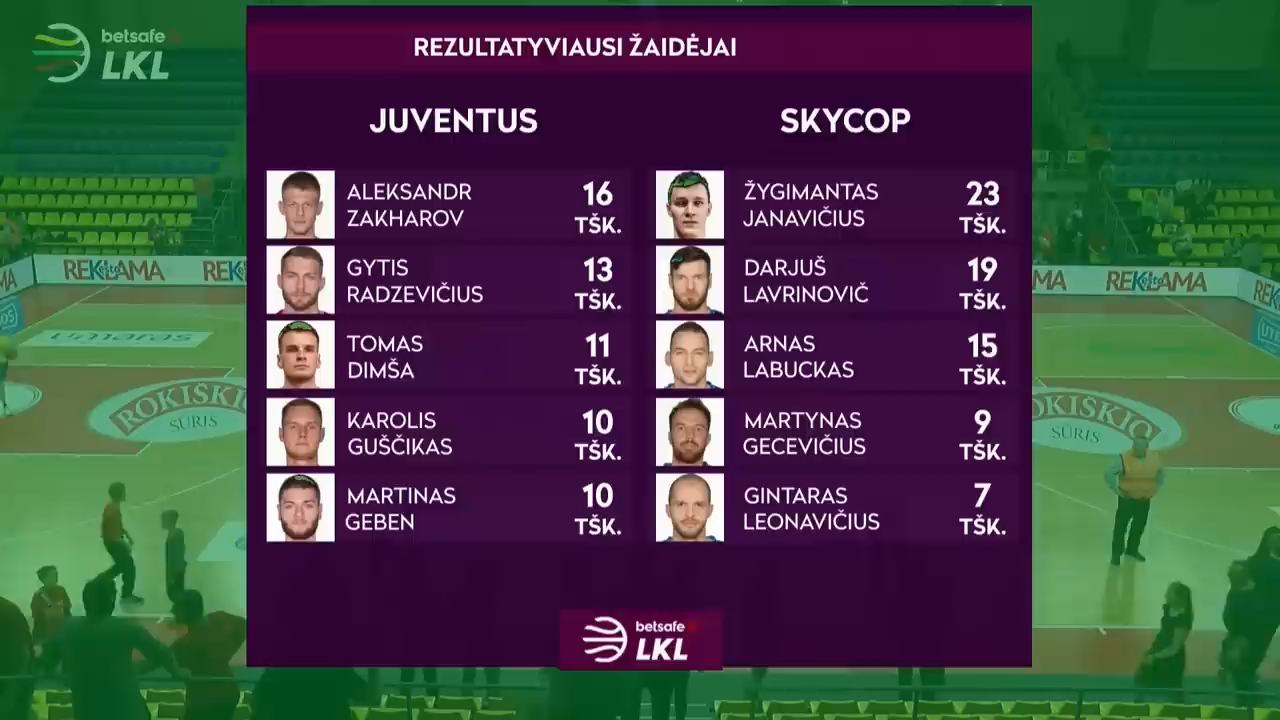 betsafe
LKL
REZULTATYVIAUSI ŽAIDĖJAI
JUVENTUS
ALEKSANDR
ZAKHAROV
16
TŠK.
GYTIS
RADZEVIČIUS
13
TŠK.
TOMAS
DIMŠA
11
TŠK.
KAROLIS
GUŠČIKAS
10
TŠK.
MARTINAS
GEBEN
10
TŠK.
SKYCOP
ŽYGIMANTAS
JANAVIČIUS
23
TŠK.
DARJUŠ
LAVRINOVIČ
19
TŠK.
ARNAS
LABUCKAS
15
TŠK.
MARTYNAS
GECEVIČIUS
9
TŠK.
GINTARAS
LEONAVIČIUS
7
TŠK.
betsafe
LKL
REKLAMA
REKLAMA
ROKIŠKIO
SŪRIS
SŪRIS